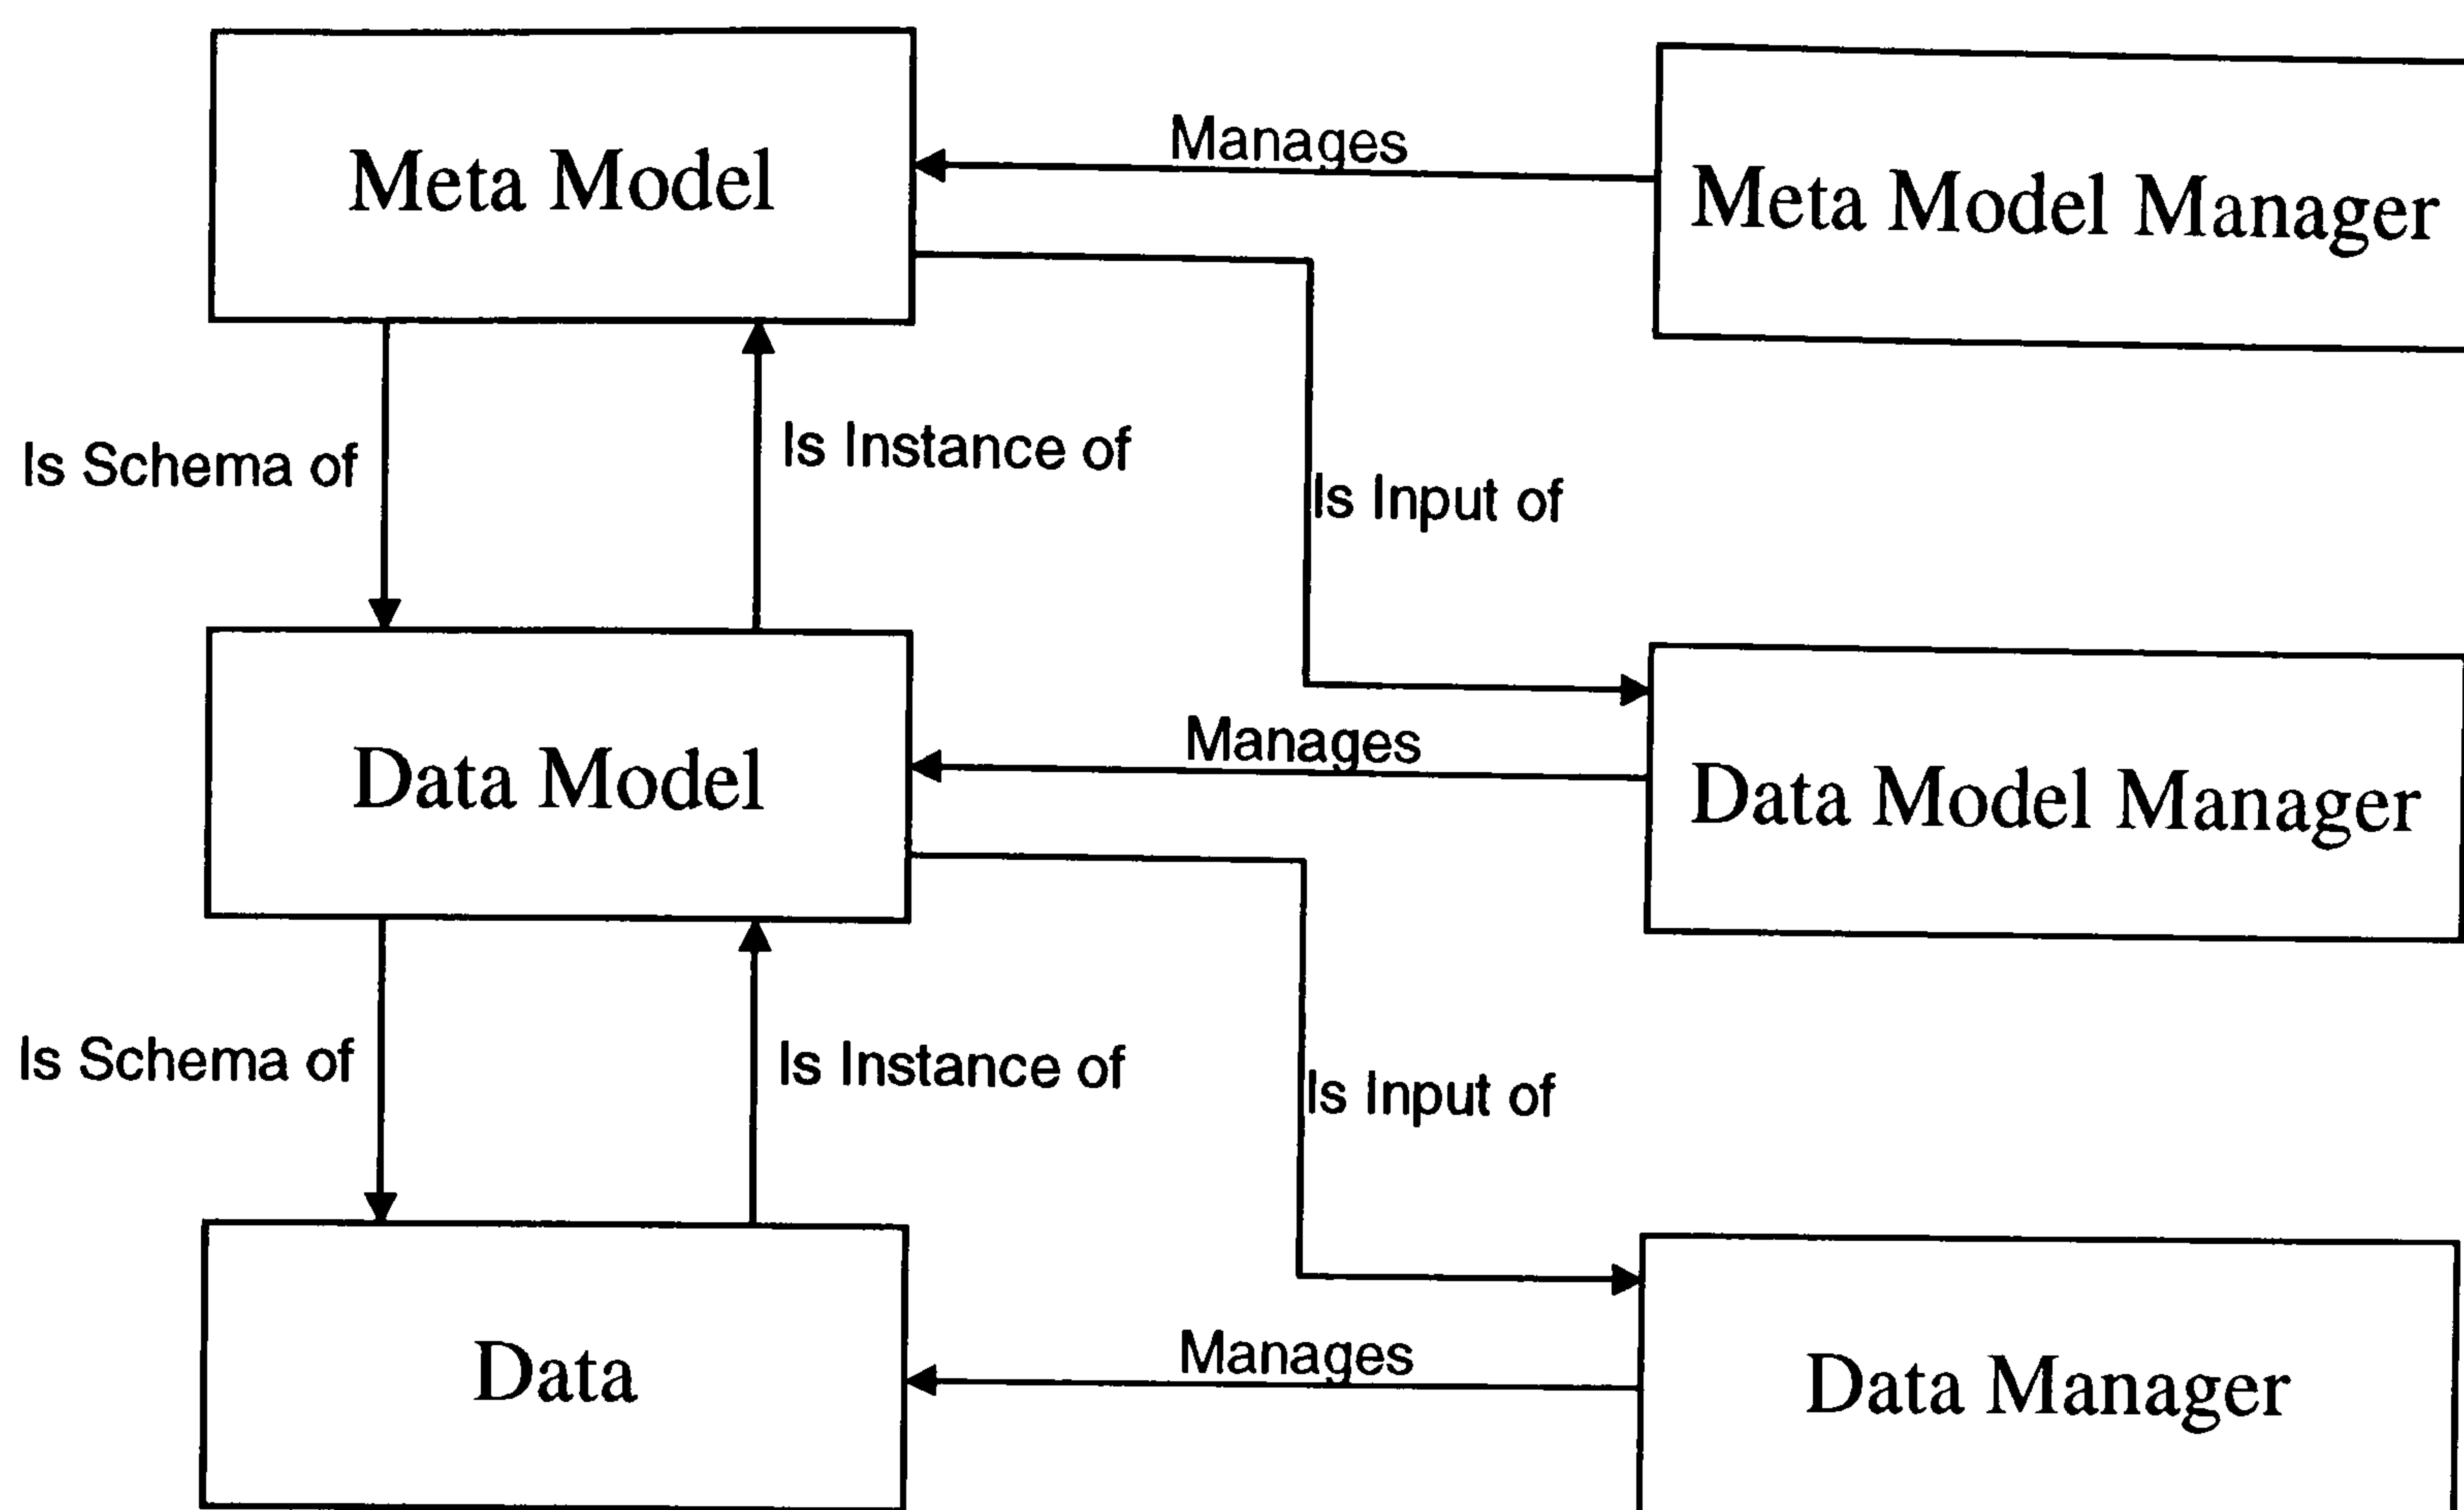 Meta Model
Manages
Meta Model Manager
Is Schema of
Is Instance of
Is Input of
Data Model
Manages
Data Model Manager
Is Schema of
Is Instance of
Is Input of
Data
Manages
Data Manager